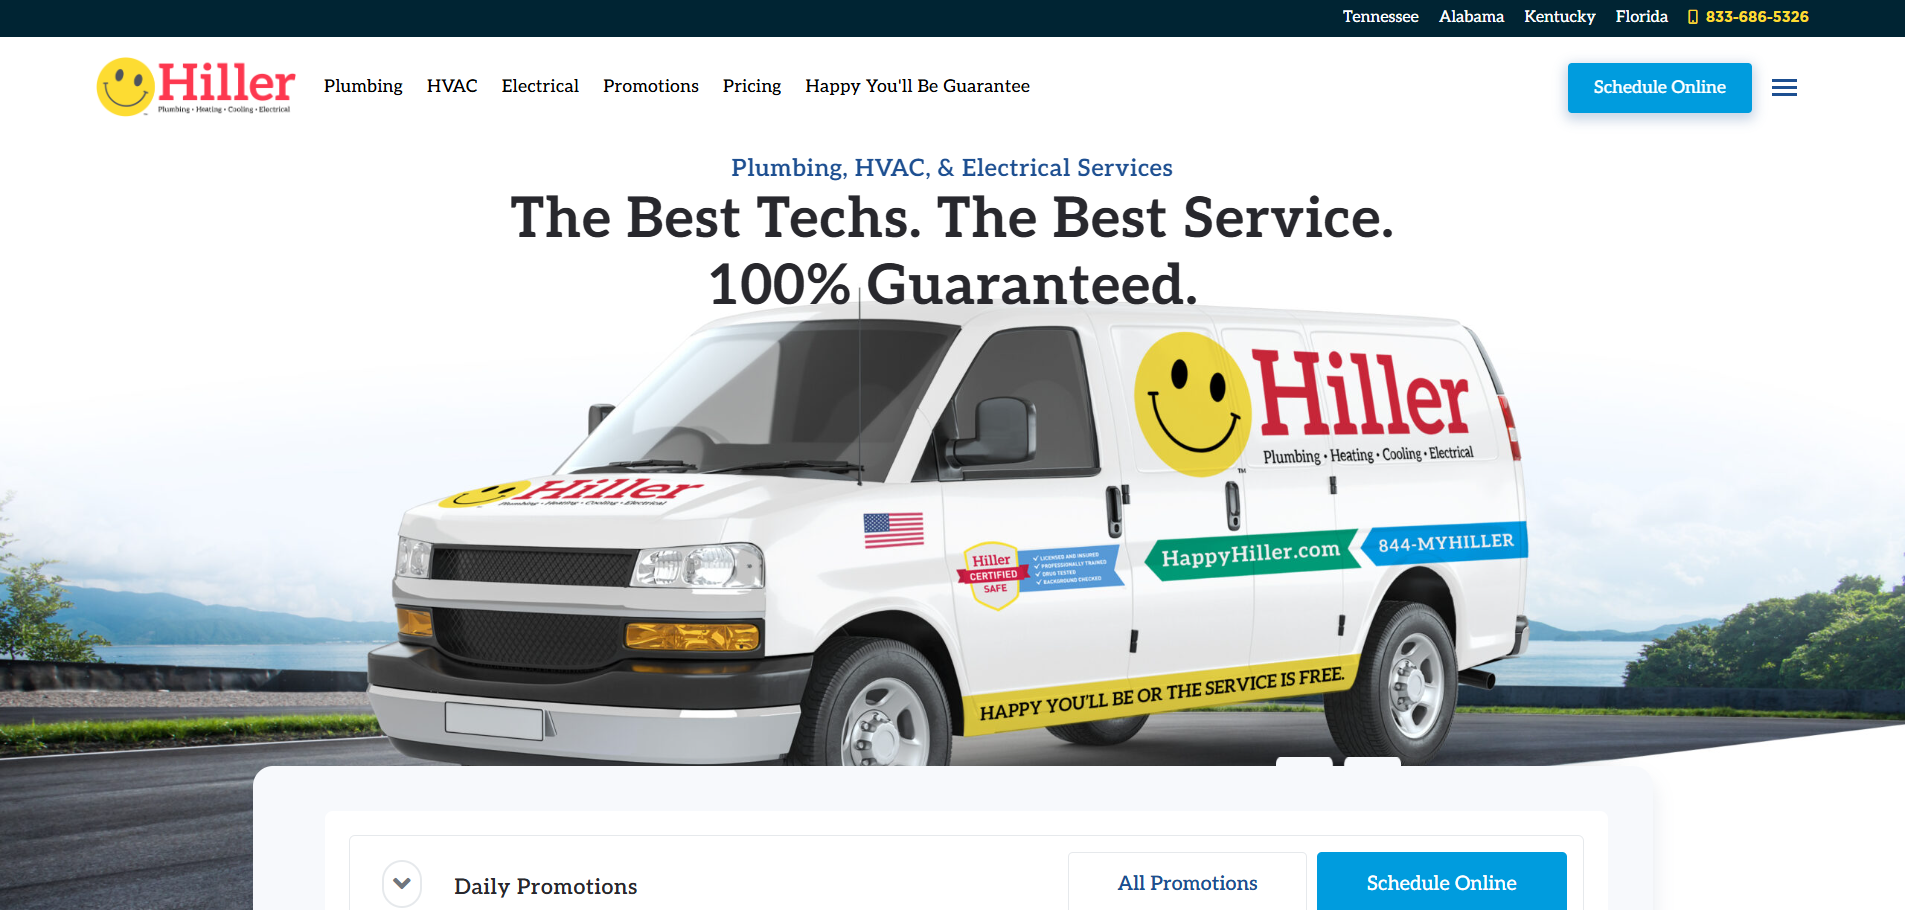 Tennessee Alabama Kentucky Florida 833-686-5326
Hiller
Plumbing • Heating • Cooling • Electrical
Plumbing HVAC Electrical Promotions Pricing Happy You'll Be Guarantee
Schedule Online
Plumbing, HVAC, & Electrical Services
The Best Techs. The Best Service.
100% Guaranteed.
Hiller
Plumbing • Heating • Cooling • Electrical
TM
Hiller
Plumbing • Heating • Cooling • Electrical
Hiller
CERTIFIED
SAFE
LICENSED AND INSURED
PROFESSIONALLY TRAINED
DRUG TESTED
BACKGROUND CHECKED
HappyHiller.com
844-MYHILLER
HAPPY YOU'LL BE OR THE SERVICE IS FREE.
Daily Promotions
All Promotions
Schedule Online